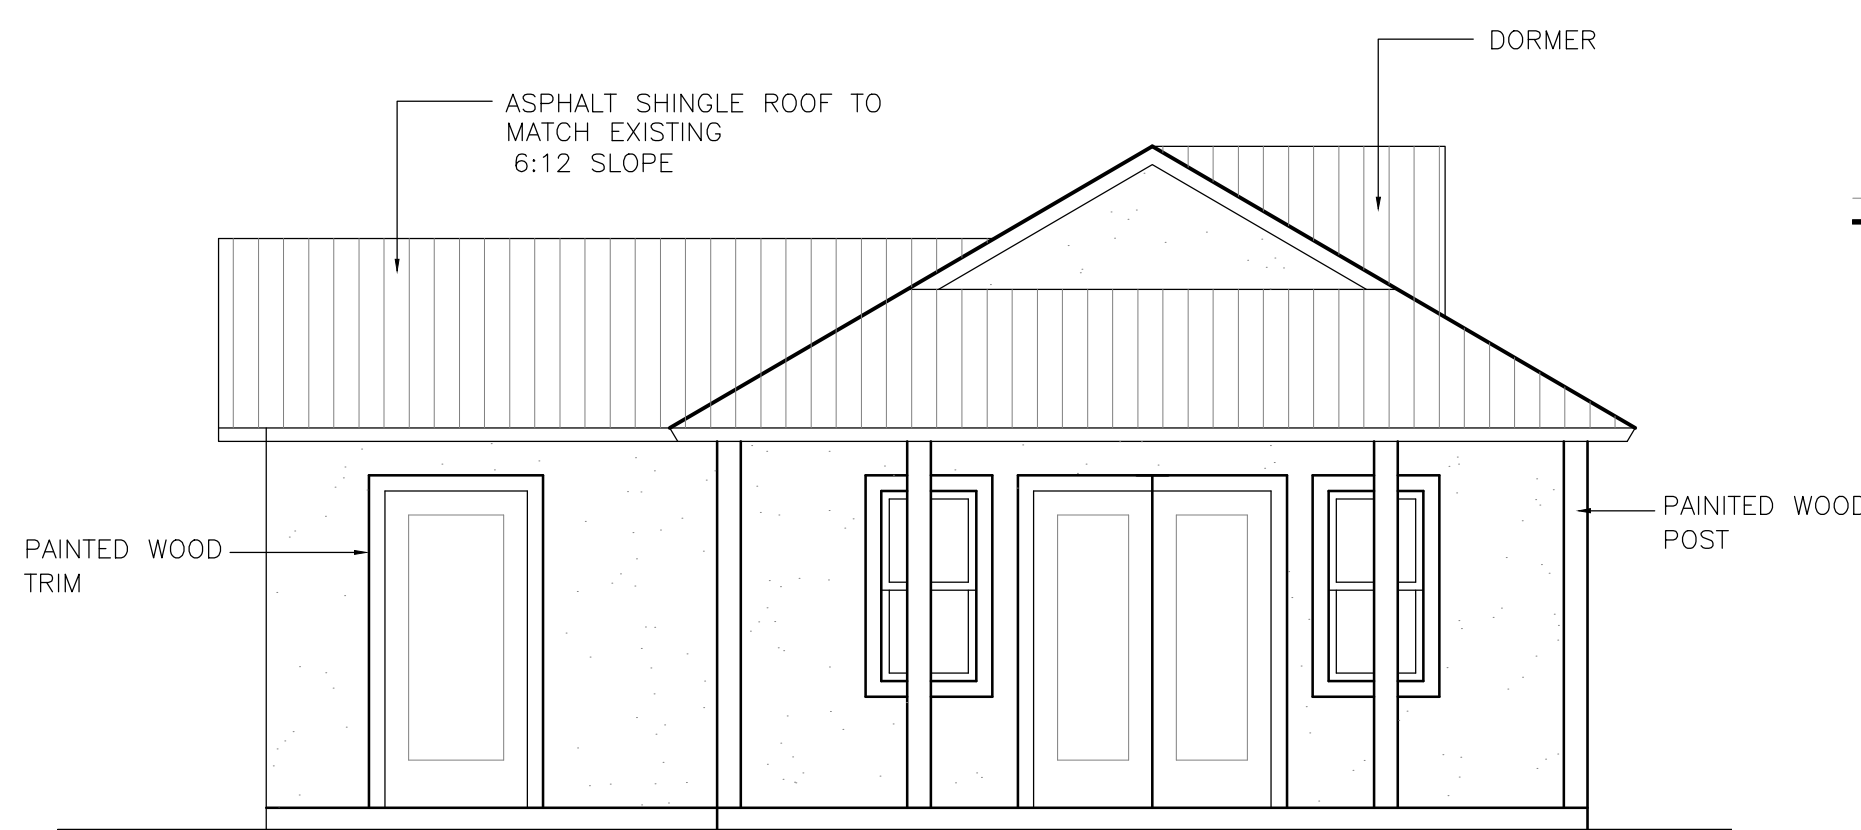 DORMER
ASPHALT SHINGLE ROOF TO
MATCH EXISTING
6:12 SLOPE
PAINTED WOOD
TRIM
PAINITED WOOD
POST